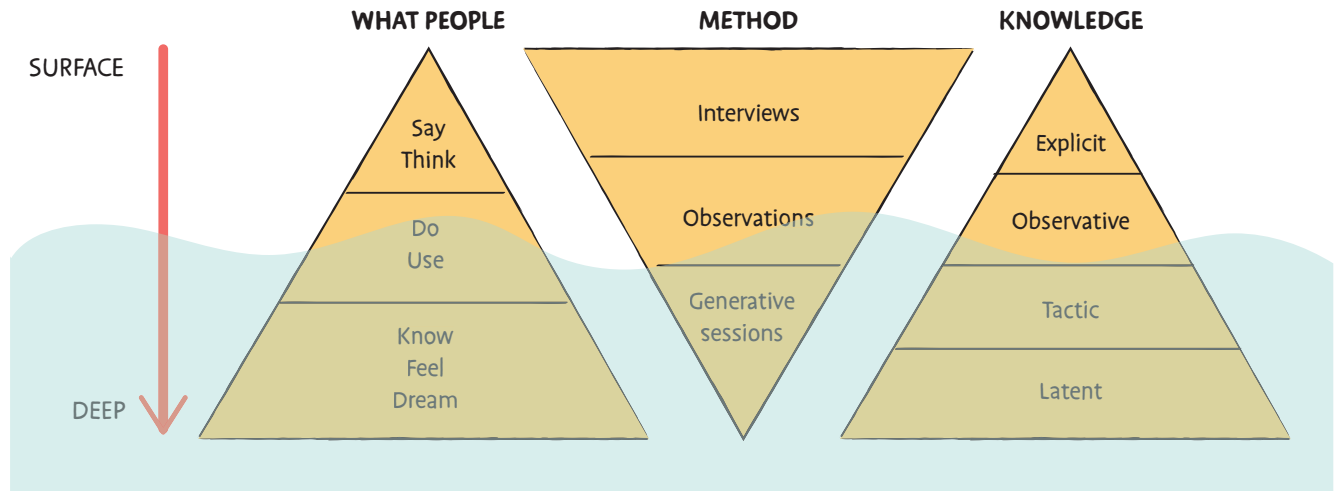 WHAT PEOPLE
METHOD
KNOWLEDGE
SURFACE
DEEP
Say
Think
Do
Use
Know
Feel
Dream
Interviews
Observations
Generative
sessions
Explicit
Observative
Tactic
Latent